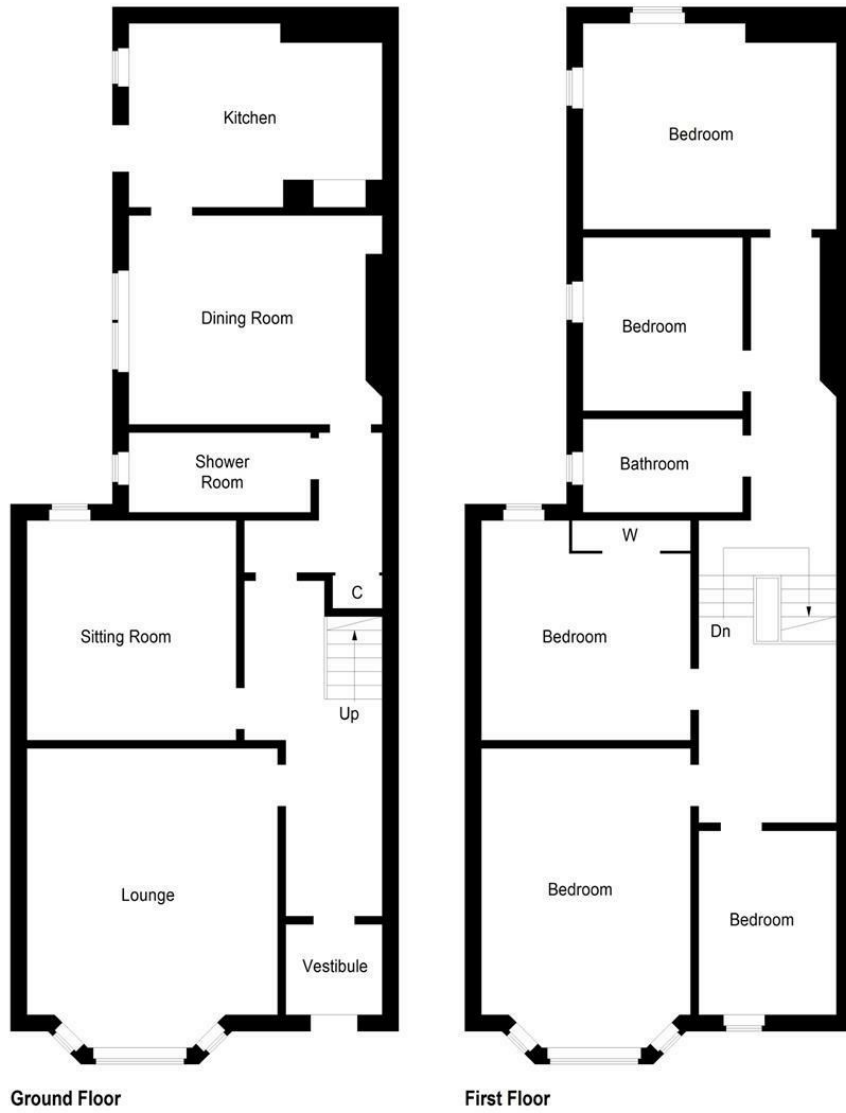 Kitchen
Dining Room
Shower
Room
C
Sitting Room
Up
Lounge
Vestibule
Ground Floor
Bedroom
Bedroom
Bathroom
W
Bedroom
Dn
Bedroom
Bedroom
First Floor